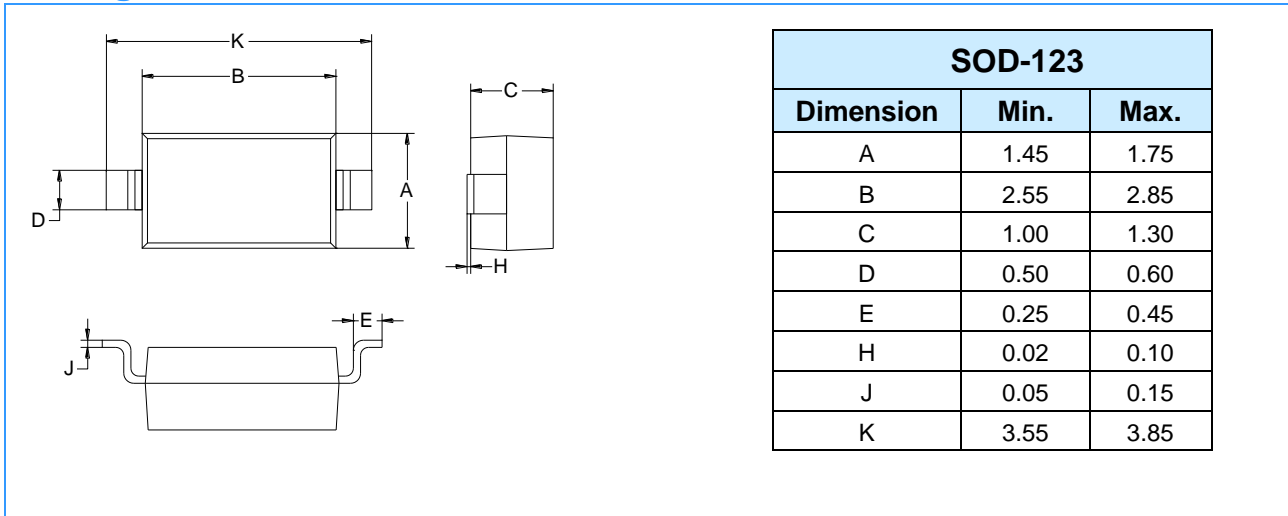 K
B
C
A
D
H
E
J
SOD-123
Dimension Min. Max.
A 1.45 1.75
B 2.55 2.85
C 1.00 1.30
D 0.50 0.60
E 0.25 0.45
H 0.02 0.10
J 0.05 0.15
K 3.55 3.85